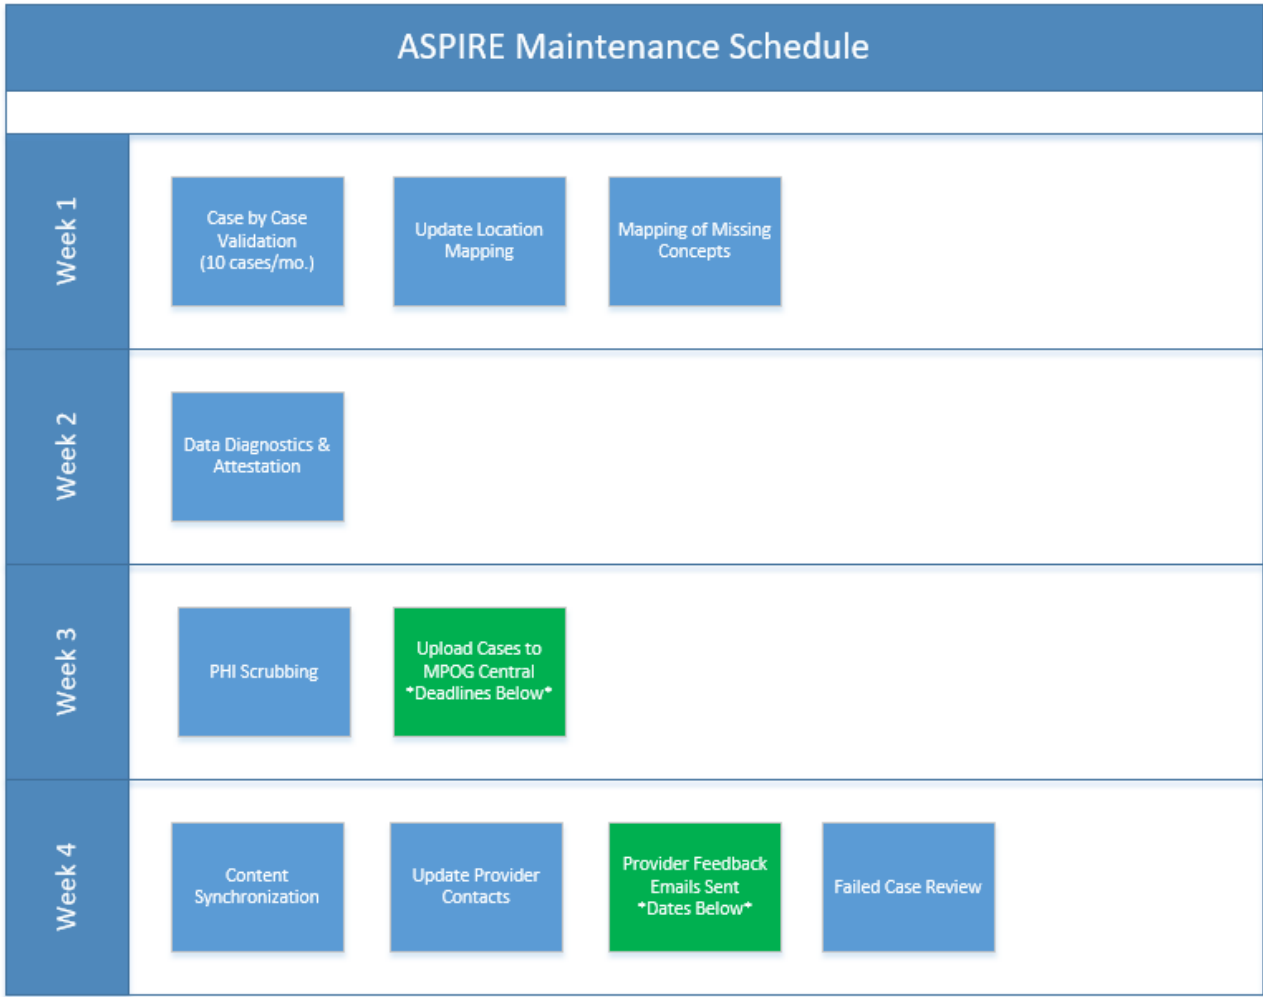 ASPIRE Maintenance Schedule
Week 1
Case by Case
Validation
(10 cases/mo.)
Update Location
Mapping
Mapping of Missing
Concepts
Week 2
Data Diagnostics &
Attestation
Week 3
PHI Scrubbing
Upload Cases to
MPOG Central
*Deadlines Below*
Week 4
Content
Synchronization
Update Provider
Contacts
Provider Feedback
Emails Sent
*Dates Below*
Failed Case Review